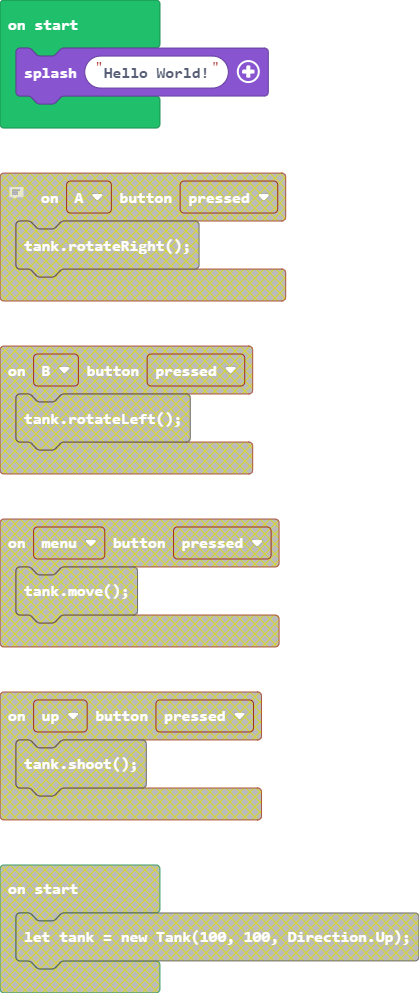 on start
splash "Hello World!"
on A button pressed
tank.rotateRight();
on B button pressed
tank.rotateLeft();
on menu button pressed
tank.move();
on up button pressed
tank.shoot();
on start
let tank = new Tank(100, 100, Direction.Up);